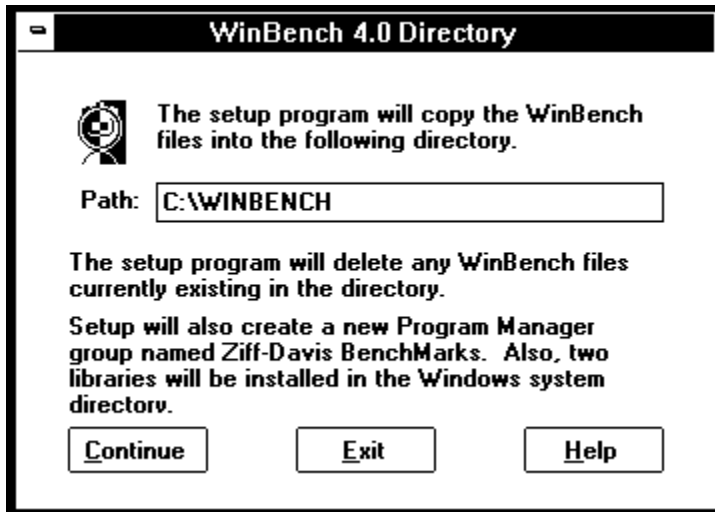 WinBench 4.0 Directory
The setup program will copy the WinBench
files into the following directory.
Path: C:\WINBENCH
The setup program will delete any WinBench files
currently existing in the directory.
Setup will also create a new Program Manager
group named Ziff-Davis BenchMarks. Also, two
libraries will be installed in the Windows system
directory.
Continue Exit Help